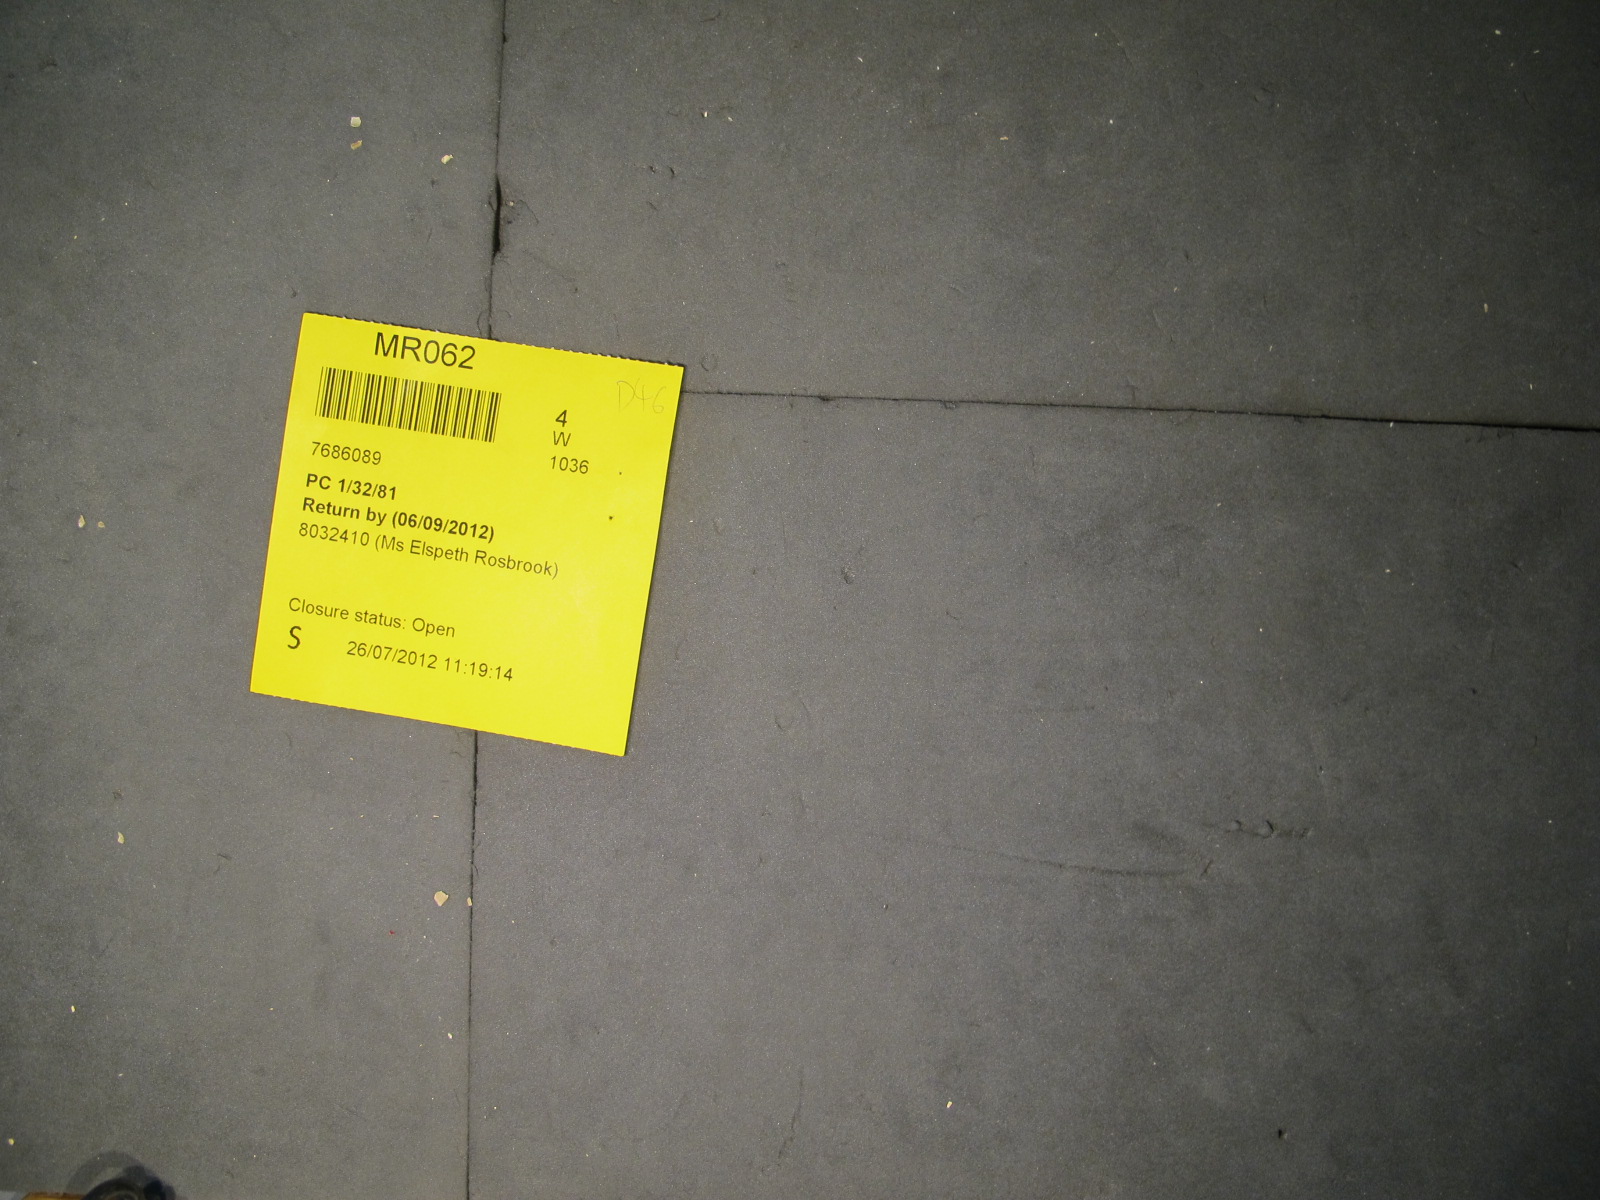 MR062
D46
4
W
7686089
1036
PC 1/32/81
Return by (06/09/2012)
8032410 (Ms Elspeth Rosbrook)
Closure status: Open
S 26/07/2012 11:19:14